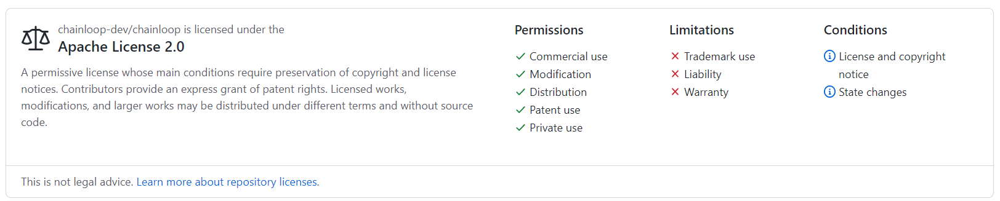 chainloop-dev/chainloop is licensed under the
Apache License 2.0
A permissive license whose main conditions require preservation of copyright and license
notices. Contributors provide an express grant of patent rights. Licensed works,
modifications, and larger works may be distributed under different terms and without source
code.
Permissions
Commercial use
Modification
Distribution
Patent use
Private use
Limitations
Trademark use
Liability
Warranty
Conditions
License and copyright
notice
State changes
This is not legal advice. Learn more about repository licenses.